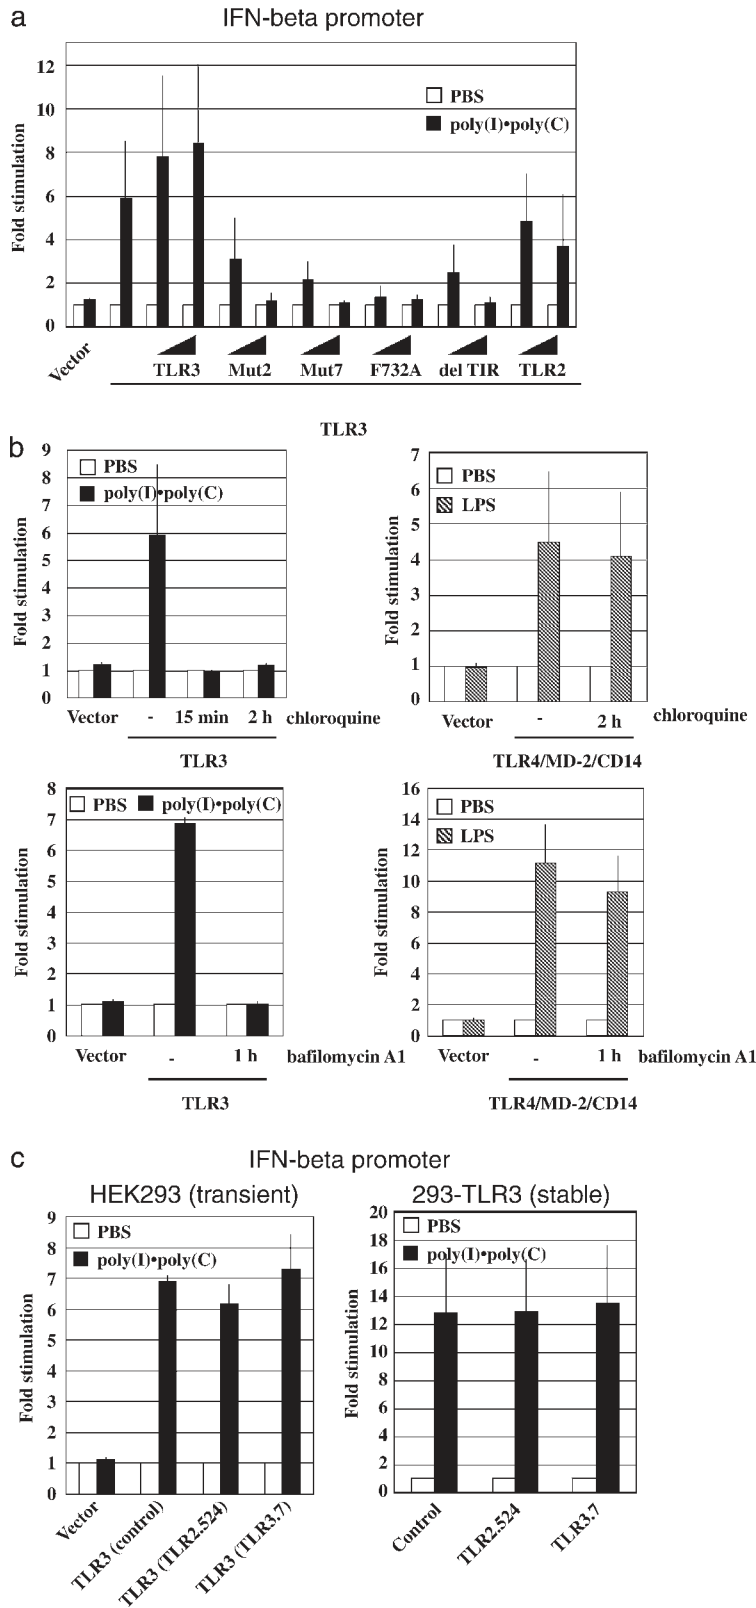 a
IFN-beta promoter
12
10
8
6
4
2
0
Fold stimulation
PBS
poly(I)•poly(C)
Vector
TLR3 Mut2 Mut7 F732A del TIR TLR2
b
TLR3
9
8
7
6
5
4
3
2
1
0
Fold stimulation
PBS
poly(I)•poly(C)
Vector - 15 min 2 h chloroquine
TLR3
7
6
5
4
3
2
1
0
Fold stimulation
PBS
LPS
Vector - 2 h chloroquine
TLR4/MD-2/CD14
8
7
6
5
4
3
2
1
0
Fold stimulation
PBS poly(I)•poly(C)
Vector - 1 h bafilomycin A1
TLR3
16
14
12
10
8
6
4
2
0
Fold stimulation
PBS
LPS
Vector - 1 h bafilomycin A1
TLR4/MD-2/CD14
c
IFN-beta promoter
HEK293 (transient)
9
8
7
6
5
4
3
2
1
0
Fold stimulation
PBS
poly(I)•poly(C)
Vector
TLR3 (control)
TLR3 (TLR2.524)
TLR3 (TLR3.7)
293-TLR3 (stable)
20
18
16
14
12
10
8
6
4
2
0
Fold stimulation
PBS
poly(I)•poly(C)
Control
TLR2.524
TLR3.7